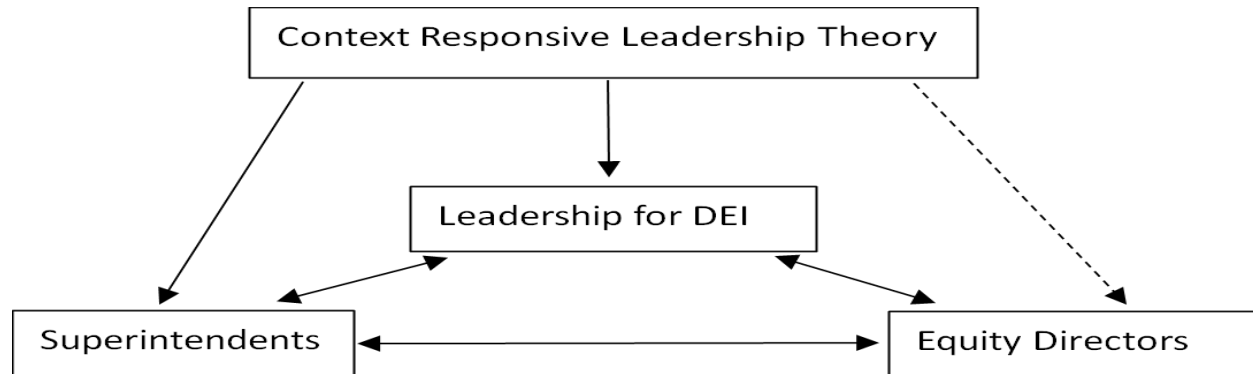 Context Responsive Leadership Theory
Leadership for DEI
Superintendents
Equity Directors